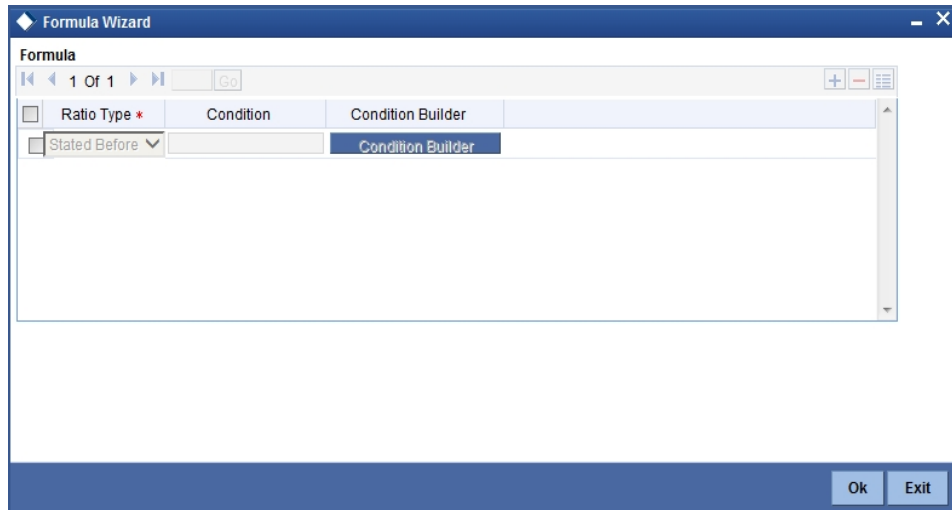 Formula Wizard
Formula
1 Of 1 Go
Ratio Type * Condition Condition Builder
Stated Before Condition Builder
Ok Exit